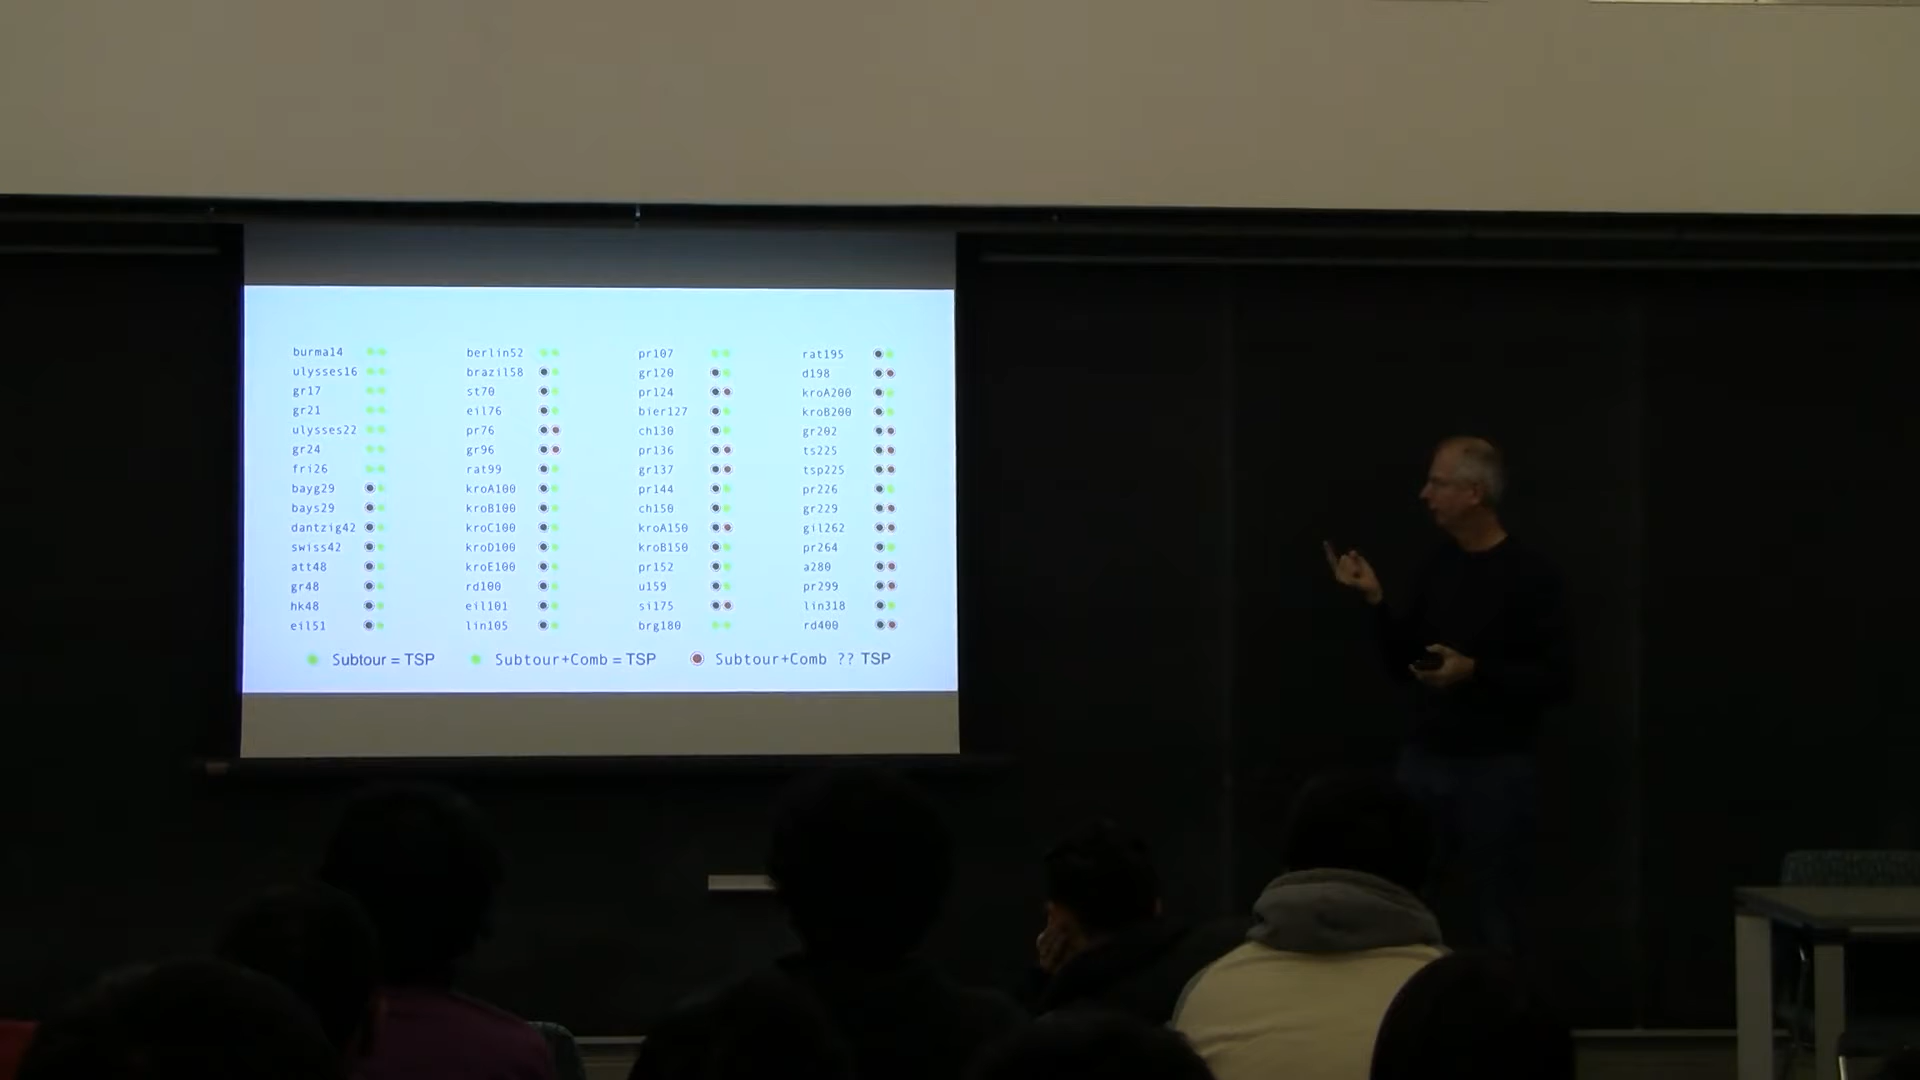 burma14 berlin52 pr107 rat195
ulysses16 brazil58 gr120 d198
gr17 st70 pr124 kroA200
gr21 eil76 bier127 kroB200
ulysses22 pr76 ch130 gr202
gr24 gr96 pr136 ts225
fri26 rat99 gr137 tsp225
bayg29 kroA100 pr144 pr226
bays29 kroB100 ch150 gr229
dantzig42 kroC100 kroA150 gil262
swiss42 kroD100 kroB150 pr264
att48 kroE100 pr152 a280
gr48 rd100 u159 pr299
hk48 eil101 si175 lin318
eil51 lin105 brg180 rd400
Subtour = TSP Subtour+Comb = TSP Subtour+Comb ?? TSP